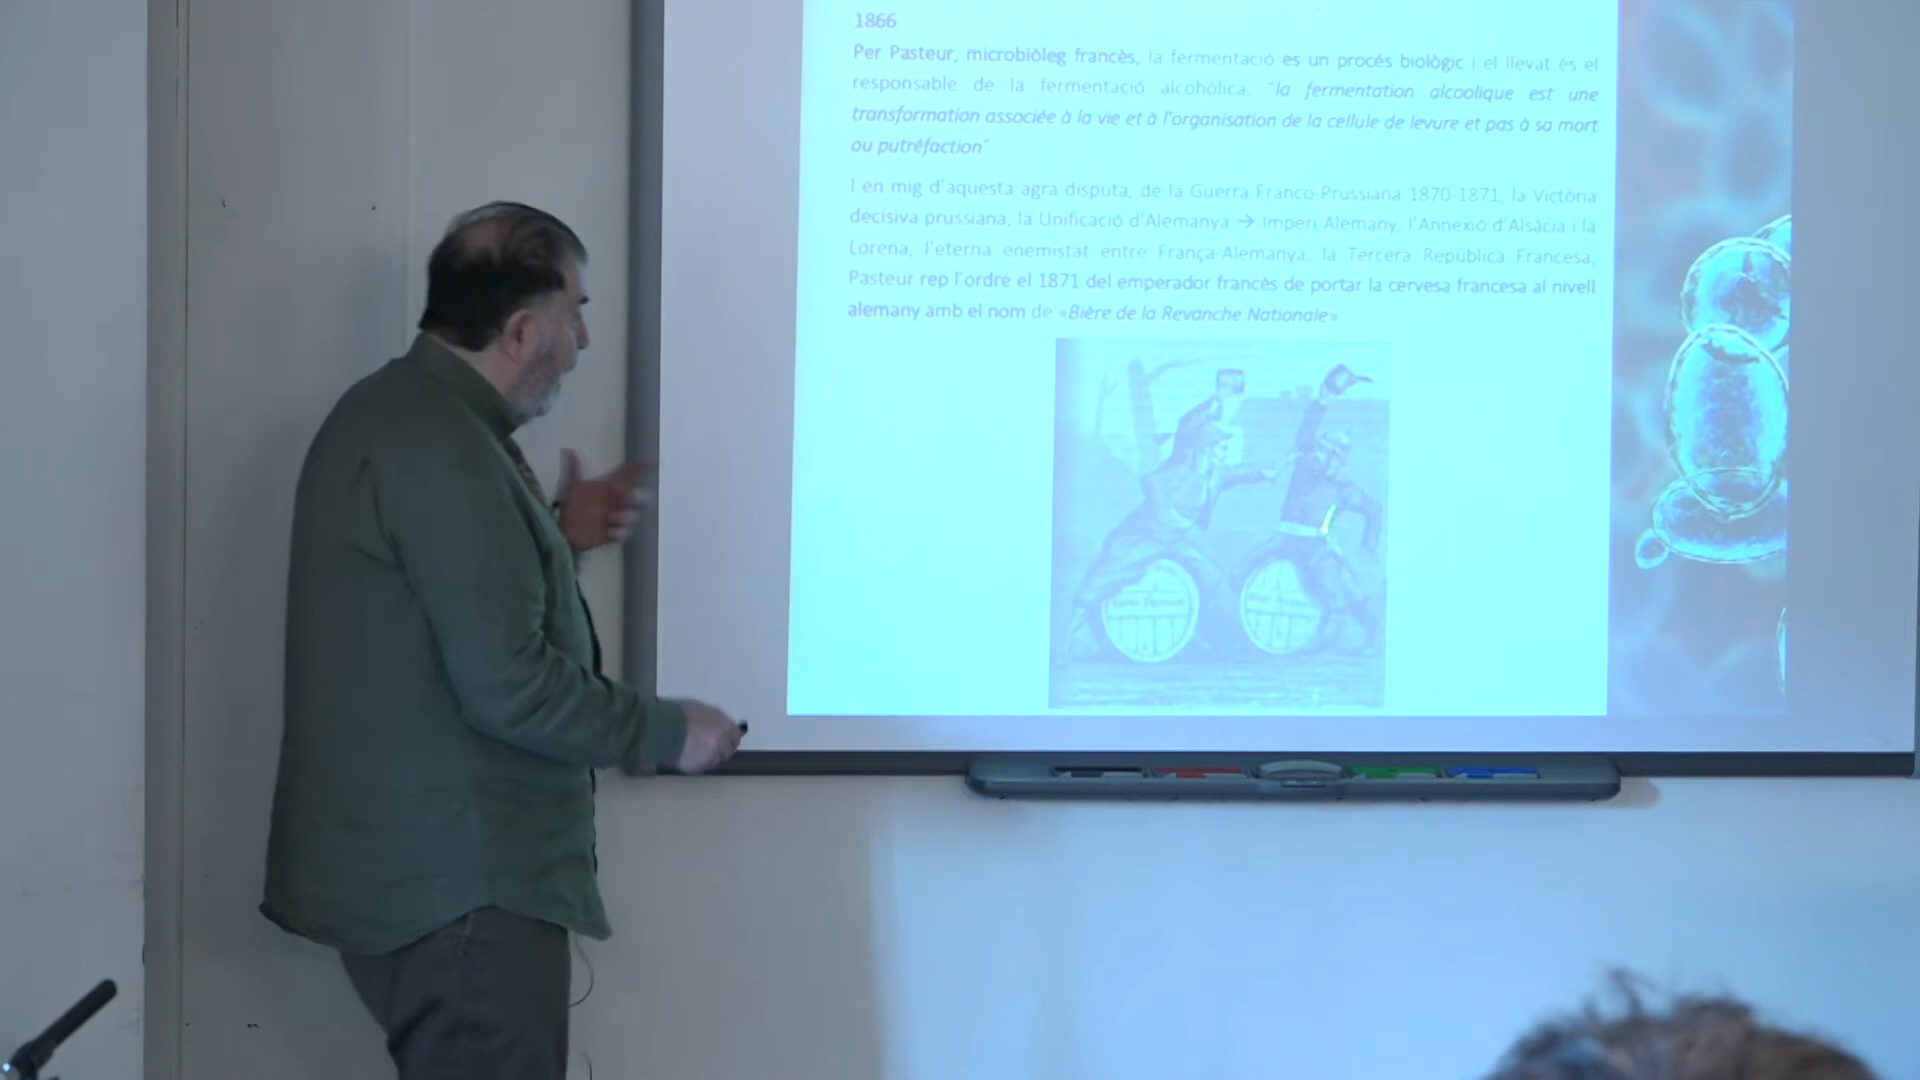 1866
Per Pasteur, microbiòleg francès, la fermentació es un procés biològic i el llevat és el
responsable de la fermentació alcohòlica, "la fermentation alcoolique est une
transformation associée à la vie et à l'organisation de la cellule de levure et pas à sa mort
ou putréfaction"
I en mig d'aquesta agra disputa, de la Guerra Franco-Prussiana 1870-1871, la Victòria
decisiva prussiana, la Unificació d'Alemanya → Imperi Alemany, l'Annexió d'Alsàcia i la
Lorena, l'eterna enemistat entre França-Alemanya, la Tercera República Francesa,
Pasteur rep l'ordre el 1871 del emperador francès de portar la cervesa francesa al nivell
alemany amb el nom de «Bière de la Revanche Nationale»